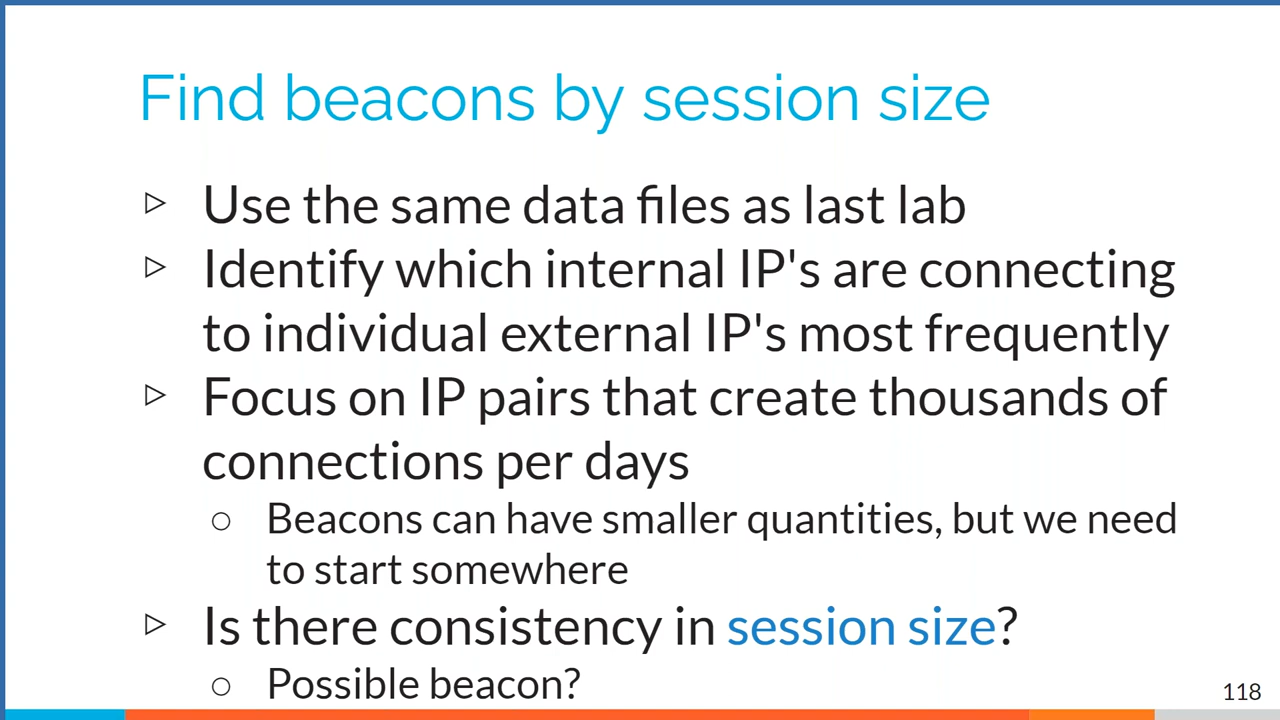 Find beacons by session size
▷ Use the same data files as last lab
▷ Identify which internal IP's are connecting
to individual external IP's most frequently
▷ Focus on IP pairs that create thousands of
connections per days
○ Beacons can have smaller quantities, but we need
to start somewhere
▷ Is there consistency in session size?
○ Possible beacon?
118